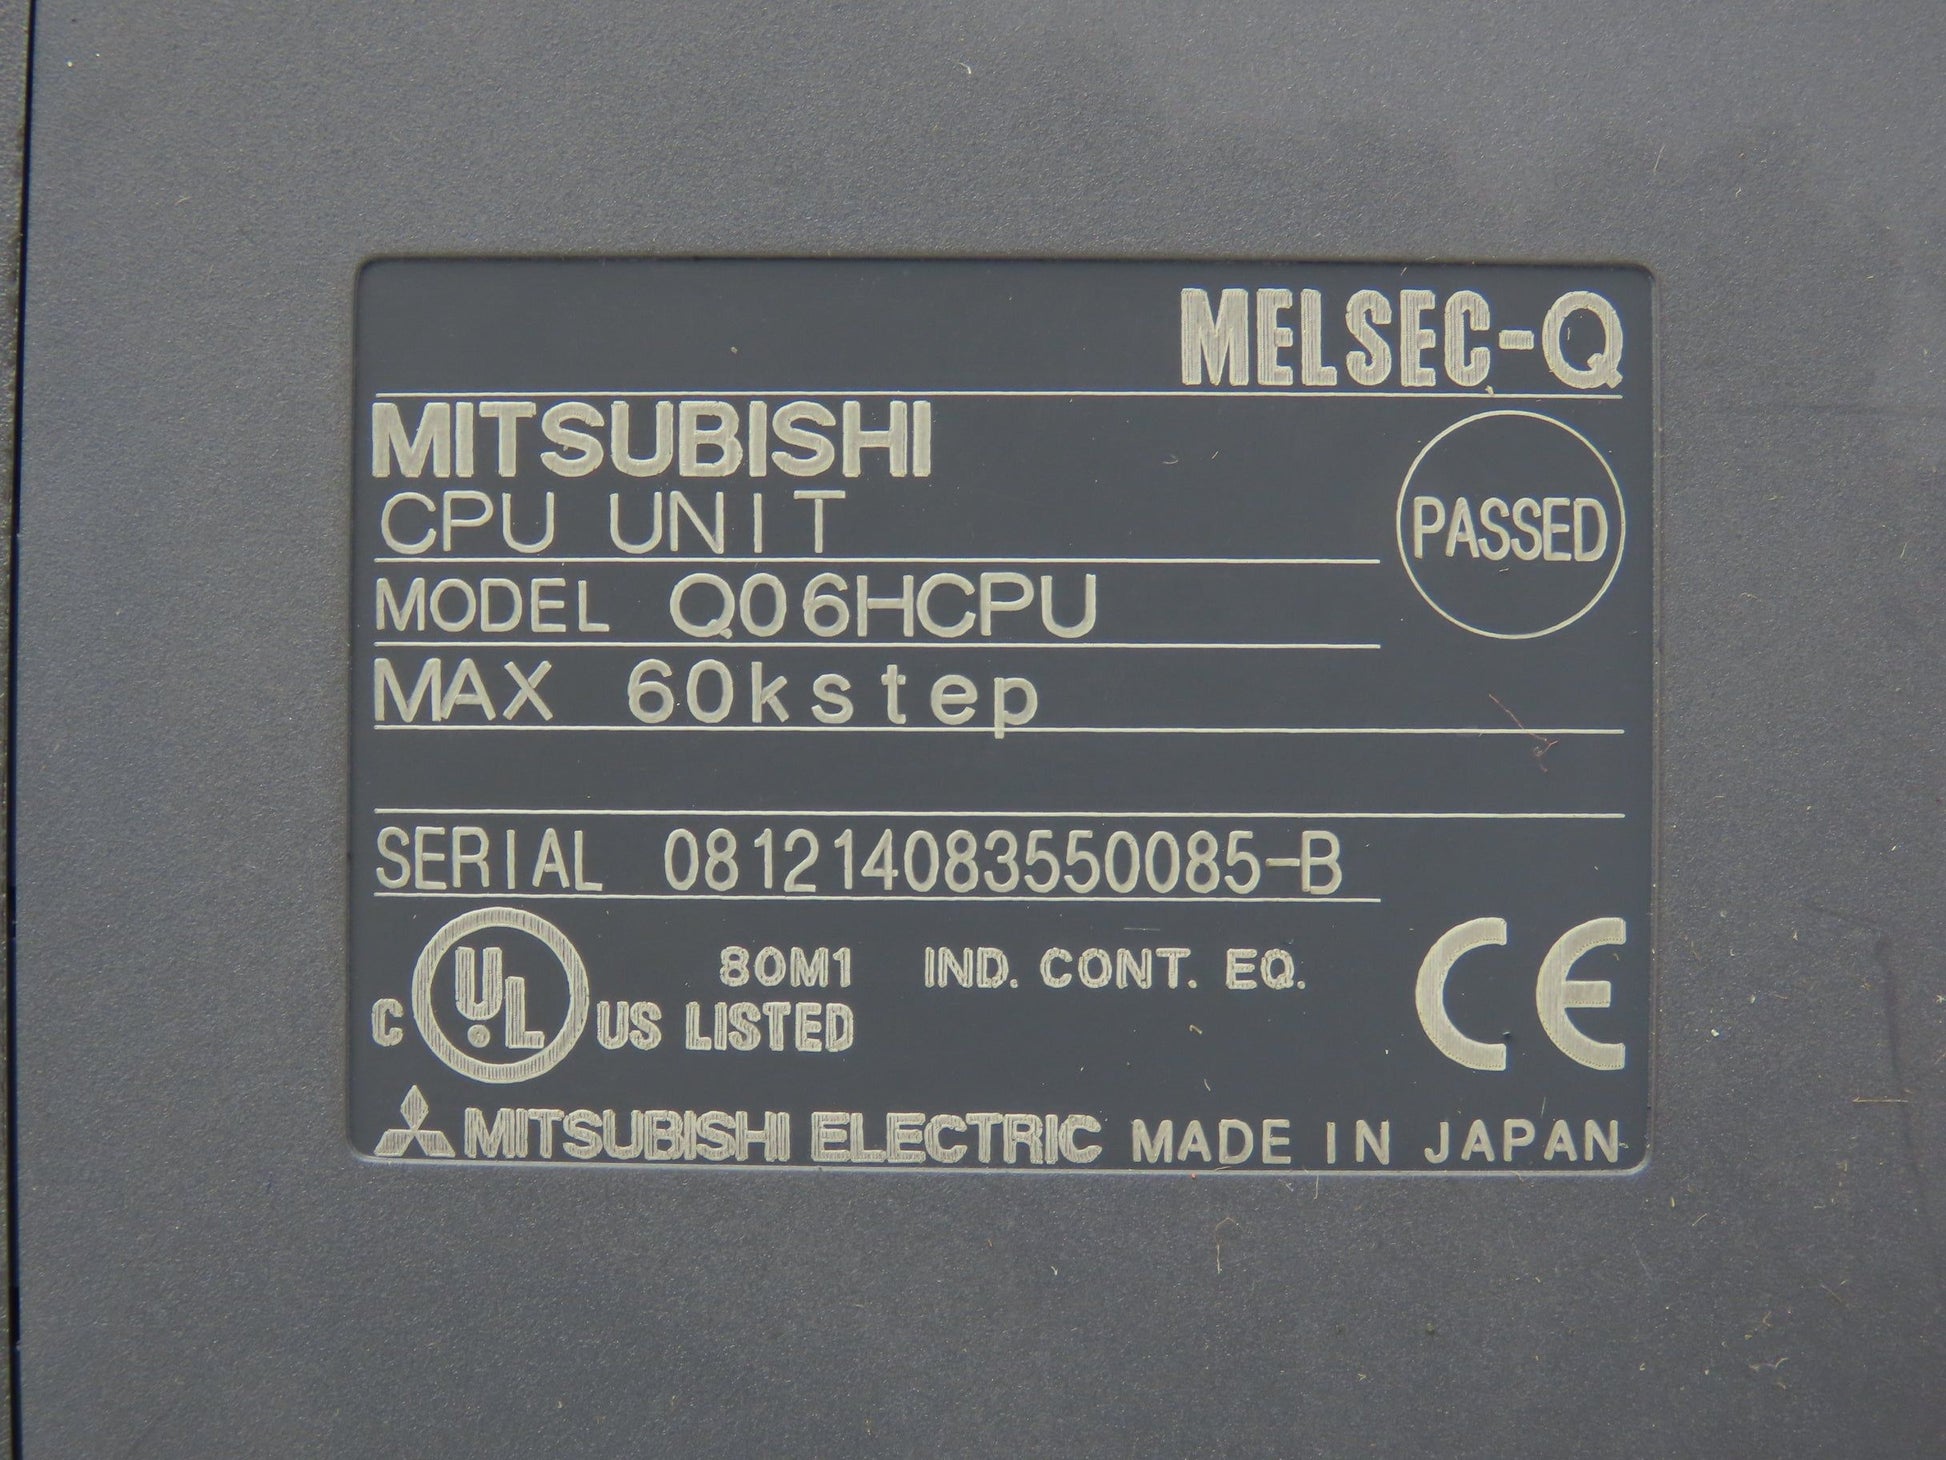 MELSEC-Q
MITSUBISHI
CPU UNIT
PASSED
MODEL Q06HCPU
MAX 60kstep
SERIAL 081214083550085-B
80M1 IND. CONT. EQ.
C UL US LISTED
CE
MITSUBISHI ELECTRIC MADE IN JAPAN